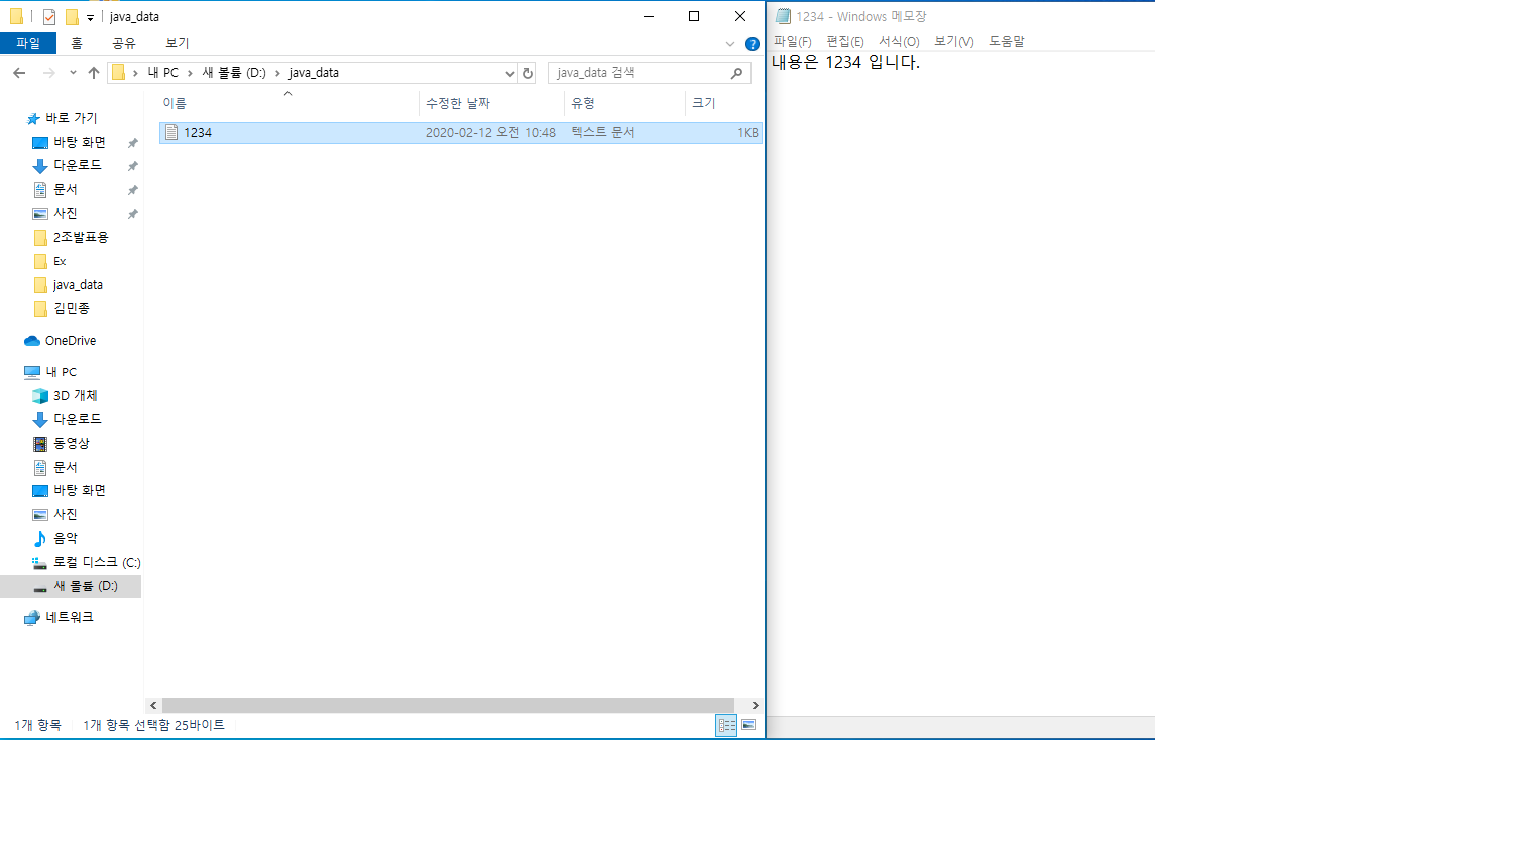 java_data
파일 홈 공유 보기
내 PC 새 볼륨 (D:) java_data
java_data 검색
이름 수정한 날짜 유형 크기
1234 2020-02-12 오전 10:48 텍스트 문서 1KB
바로 가기
바탕 화면
다운로드
문서
사진
2조발표용
Ex
java_data
김민종
OneDrive
내 PC
3D 개체
다운로드
동영상
문서
바탕 화면
사진
음악
로컬 디스크 (C:)
새 볼륨 (D:)
네트워크
1개 항목 1개 항목 선택함 25바이트
1234 - Windows 메모장
파일(F) 편집(E) 서식(O) 보기(V) 도움말
내용은 1234 입니다.